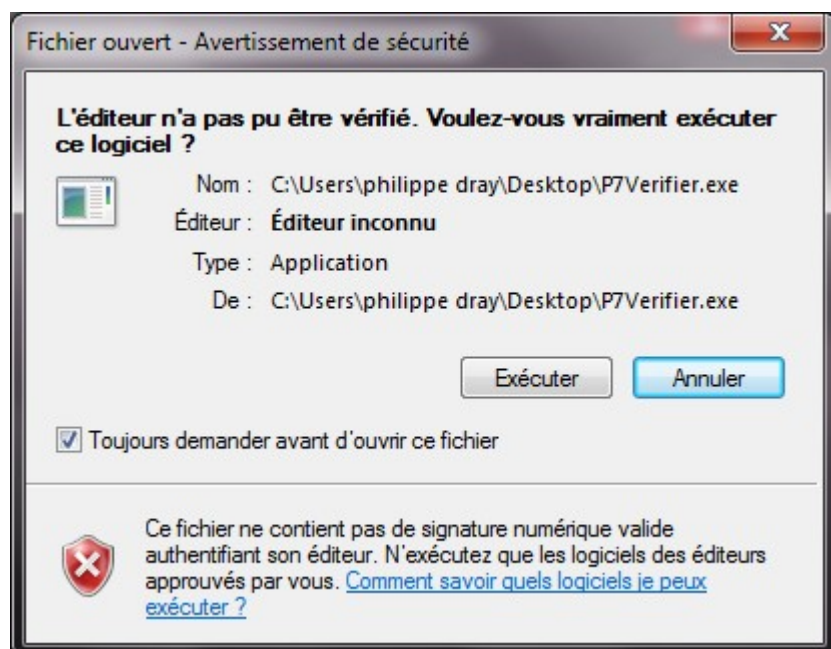 Fichier ouvert - Avertissement de sécurité
L'éditeur n'a pas pu être vérifié. Voulez-vous vraiment exécuter
ce logiciel ?
Nom : C:\Users\philippe dray\Desktop\P7Verifier.exe
Éditeur : Éditeur inconnu
Type : Application
De : C:\Users\philippe dray\Desktop\P7Verifier.exe
Exécuter Annuler
Toujours demander avant d'ouvrir ce fichier
Ce fichier ne contient pas de signature numérique valide
authentifiant son éditeur. N'exécutez que les logiciels des éditeurs
approuvés par vous. Comment savoir quels logiciels je peux
exécuter ?